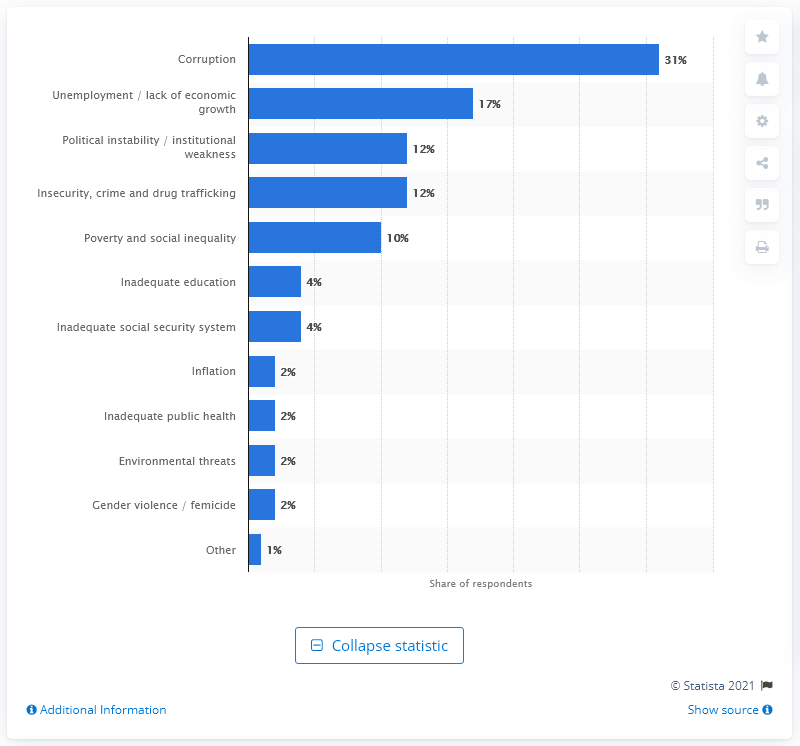 Corruption
31%
Unemployment / lack of economic
growth
17%
Political instability / institutional
weakness
12%
Insecurity, crime and drug trafficking
12%
Poverty and social inequality
10%
Inadequate education
4%
Inadequate social security system
4%
Inflation
2%
Inadequate public health
2%
Environmental threats
2%
Gender violence / femicide
2%
Other
1%
Share of respondents
Collapse statistic
© Statista 2021
Additional Information
Show source